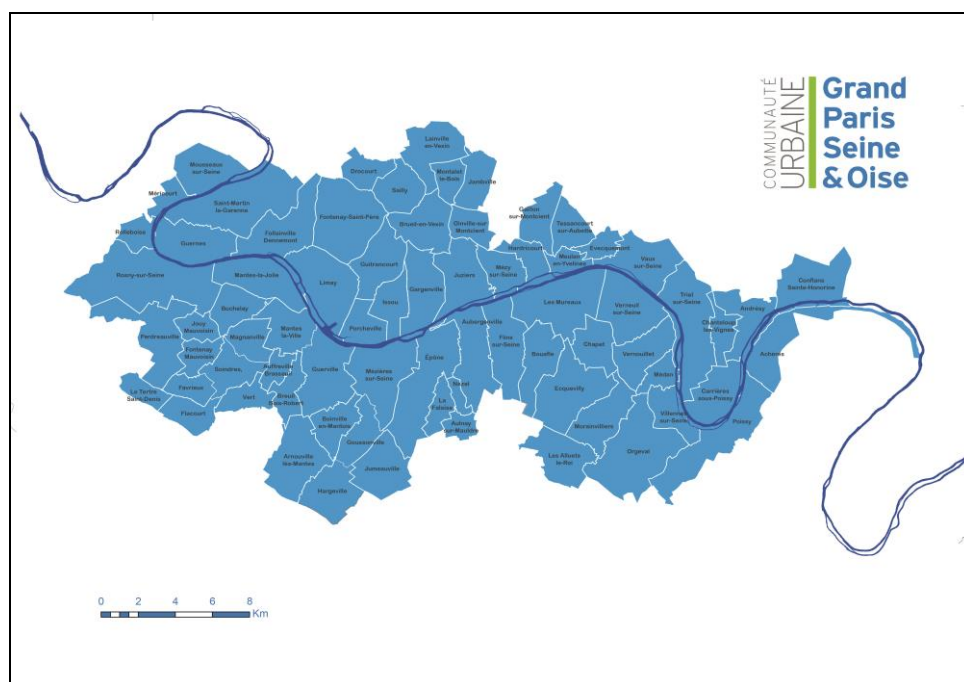 COMMUNAUTÉ
URBAINE
Grand
Paris
Seine
& Oise
Lainville
en-Vexin
Mousseaux
sur-Seine
Drocourt
Montalet
le-Bois
Jambville
Sailly
Méricourt
Saint-Martin
la-Garenne
Fontenay-Saint-Père
Brueil-en-Vexin
Oinville-sur
Montcient
Gaillon
sur-Montcient
Tessancourt
sur-Aubette
Rolleboise
Guernes
Follainville
Dennemont
Hardricourt
Evecquemont
Meulan
en-Yvelines
Vaux
sur-Seine
Rosny-sur-Seine
Mantes-la-Jolie
Limay
Guitrancourt
Issou
Gargenville
Juziers
Mézy
sur-Seine
Conflans
Sainte-Honorine
Les Mureaux
Verneuil
sur-Seine
Triel
sur-Seine
Andrésy
Buchelay
Jouy
Mauvoisin
Perdreauville
Magnanville
Mantes
la-Ville
Porcheville
Aubergenville
Chanteloup
les-Vignes
Fontenay
Mauvoisin
Flins
sur-Seine
Bouafle
Chapet
Vernouillet
Achères
Soindres,
Auffreville
Brasseuil
Guerville
Mézières
sur-Seine
Épône
Médan
La Tertre
Saint-Denis
Favrieux
Vert
Breuil
Bois-Robert
Nézel
Ecquevilly
Carrières
sous-Poissy
Flacourt
La
Falaise
Villennes
sur-Seine
Boinville
en-Mantois
Aulnay
sur-Mauldre
Morainvilliers
Poissy
Goussonville
Orgeval
Arnouville
lès-Mantes
Jumeauville
Les Alluets
le-Roi
Hargeville
0 2 4 6 8
Km